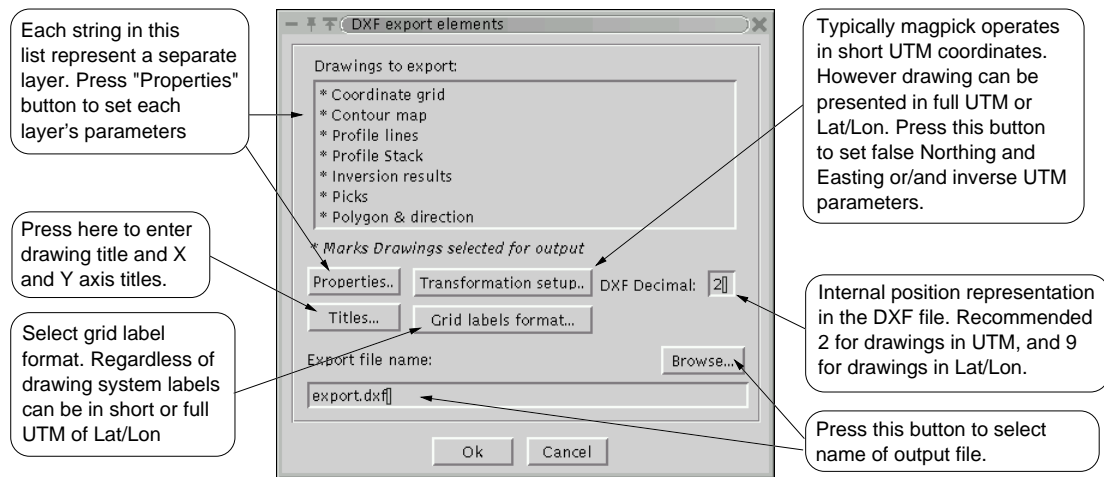 Each string in this
list represent a separate
layer. Press "Properties"
button to set each
layer's parameters
Press here to enter
drawing title and X
and Y axis titles.
Select grid label
format. Regardless of
drawing system labels
can be in short or full
UTM of Lat/Lon
DXF export elements
Drawings to export:
* Coordinate grid
* Contour map
* Profile lines
* Profile Stack
* Inversion results
* Picks
* Polygon & direction
* Marks Drawings selected for output
Properties.. Transformation setup.. DXF Decimal: 2
Titles... Grid labels format...
Export file name: Browse...
export.dxf
Ok Cancel
Typically magpick operates
in short UTM coordinates.
However drawing can be
presented in full UTM or
Lat/Lon. Press this button
to set false Northing and
Easting or/and inverse UTM
parameters.
Internal position representation
in the DXF file. Recommended
2 for drawings in UTM, and 9
for drawings in Lat/Lon.
Press this button to select
name of output file.